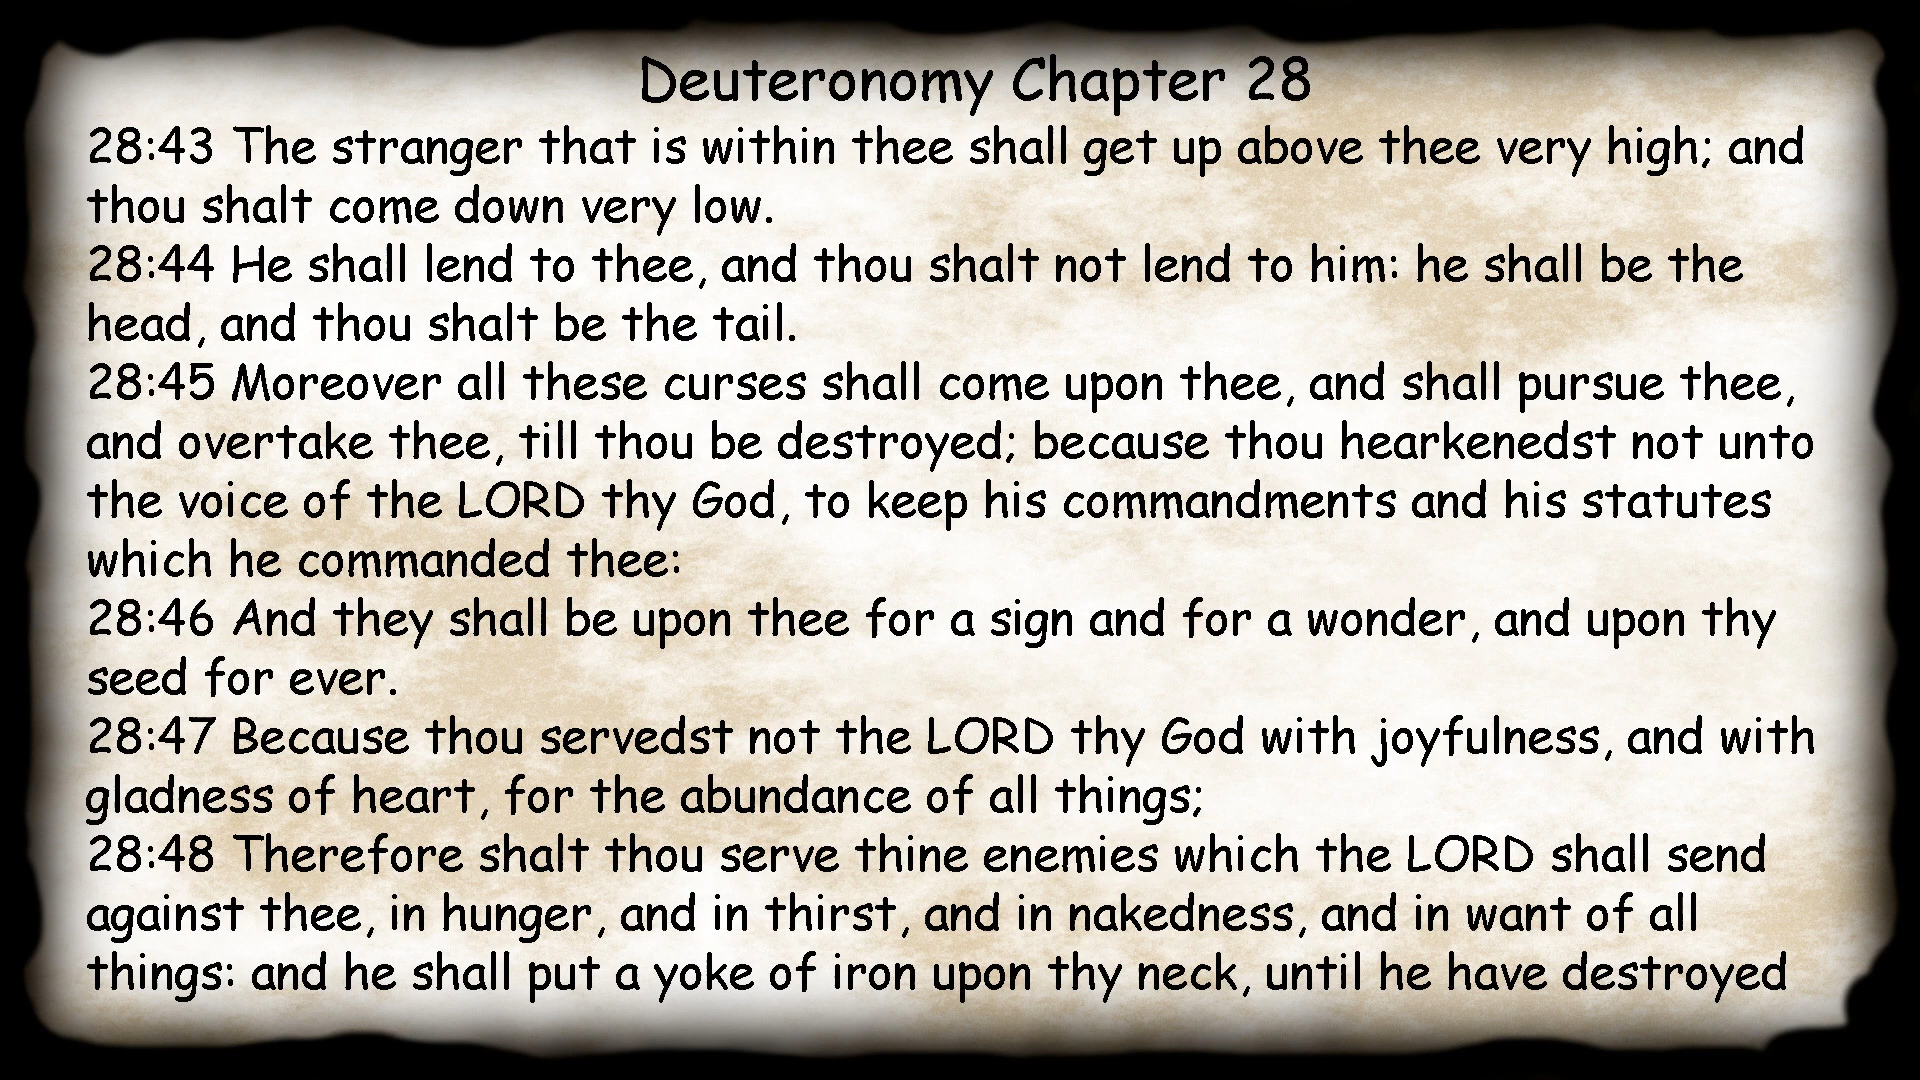 Deuteronomy Chapter 28
28:43 The stranger that is within thee shall get up above thee very high; and
thou shalt come down very low.
28:44 He shall lend to thee, and thou shalt not lend to him: he shall be the
head, and thou shalt be the tail.
28:45 Moreover all these curses shall come upon thee, and shall pursue thee,
and overtake thee, till thou be destroyed; because thou hearkenedst not unto
the voice of the LORD thy God, to keep his commandments and his statutes
which he commanded thee:
28:46 And they shall be upon thee for a sign and for a wonder, and upon thy
seed for ever.
28:47 Because thou servedst not the LORD thy God with joyfulness, and with
gladness of heart, for the abundance of all things;
28:48 Therefore shalt thou serve thine enemies which the LORD shall send
against thee, in hunger, and in thirst, and in nakedness, and in want of all
things: and he shall put a yoke of iron upon thy neck, until he have destroyed